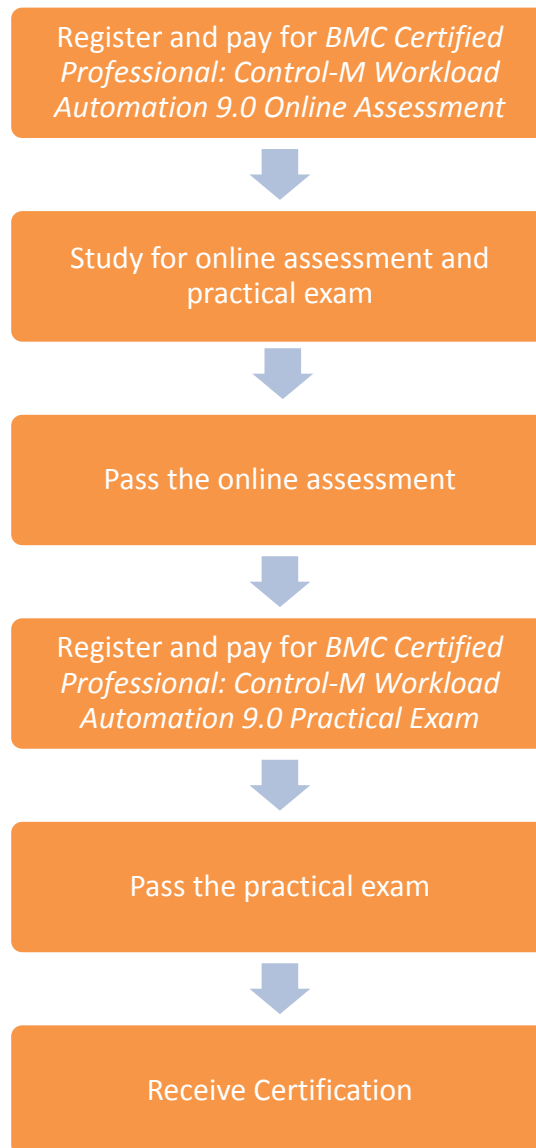 Register and pay for BMC Certified
Professional: Control-M Workload
Automation 9.0 Online Assessment
Study for online assessment and
practical exam
Pass the online assessment
Register and pay for BMC Certified
Professional: Control-M Workload
Automation 9.0 Practical Exam
Pass the practical exam
Receive Certification